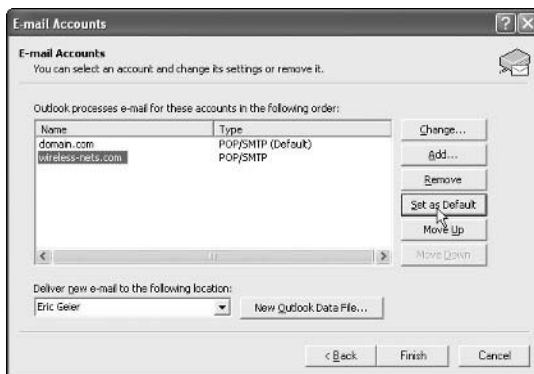 E-mail Accounts
E-mail Accounts
You can select an account and change its settings or remove it.
Outlook processes e-mail for these accounts in the following order:
Name Type
domain.com POP/SMTP (Default)
wireless-nets.com POP/SMTP
Change...
Add...
Remove
Set as Default
Move Up
Move Down
Deliver new e-mail to the following location:
Eric Geier New Outlook Data File...
< Back Finish Cancel